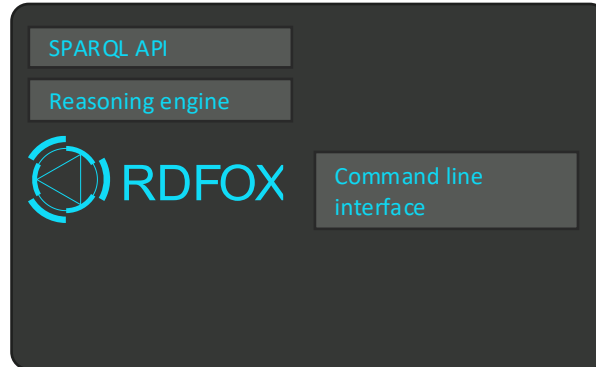 SPARQL API
Reasoning engine
RDFOX
Command line
interface